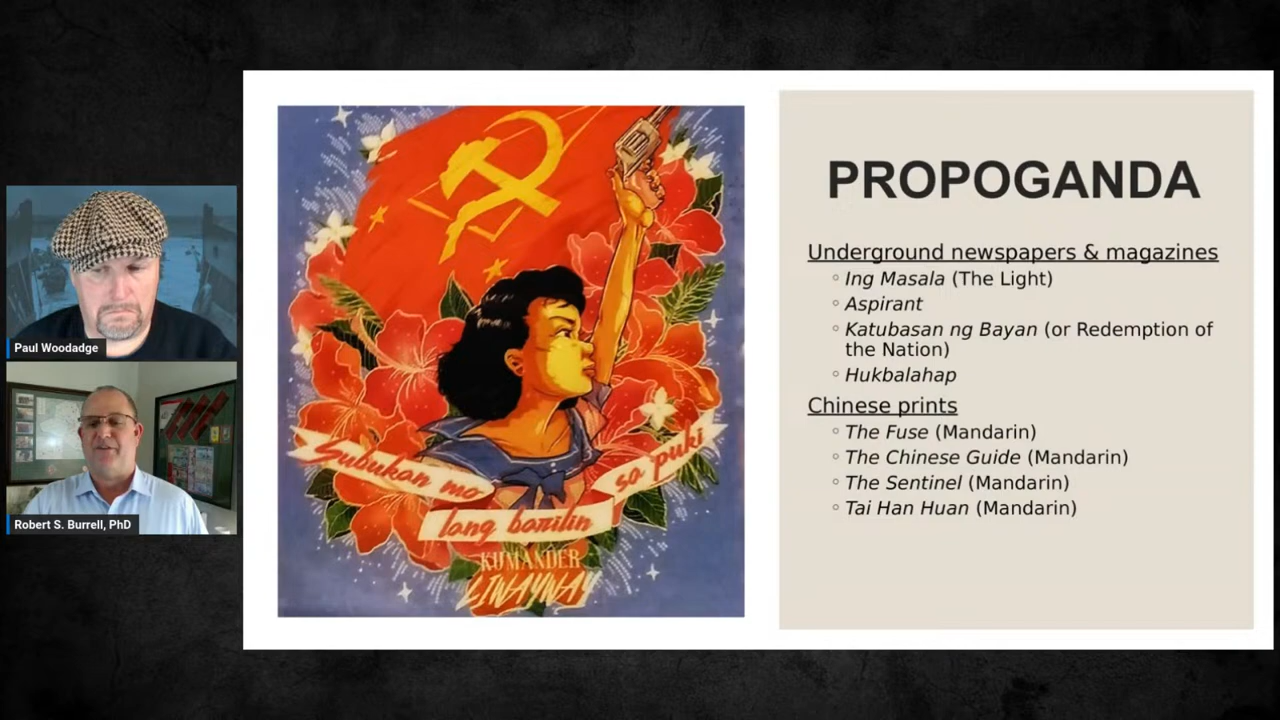 Paul Woodadge
Robert S. Burrell, PhD
Subukan mo
lang barilin
sa puki
KUMANDER
LIWAYWAY
PROPOGANDA
Underground newspapers & magazines
◦ Ing Masala (The Light)
◦ Aspirant
◦ Katubasan ng Bayan (or Redemption of
the Nation)
◦ Hukbalahap
Chinese prints
◦ The Fuse (Mandarin)
◦ The Chinese Guide (Mandarin)
◦ The Sentinel (Mandarin)
◦ Tai Han Huan (Mandarin)